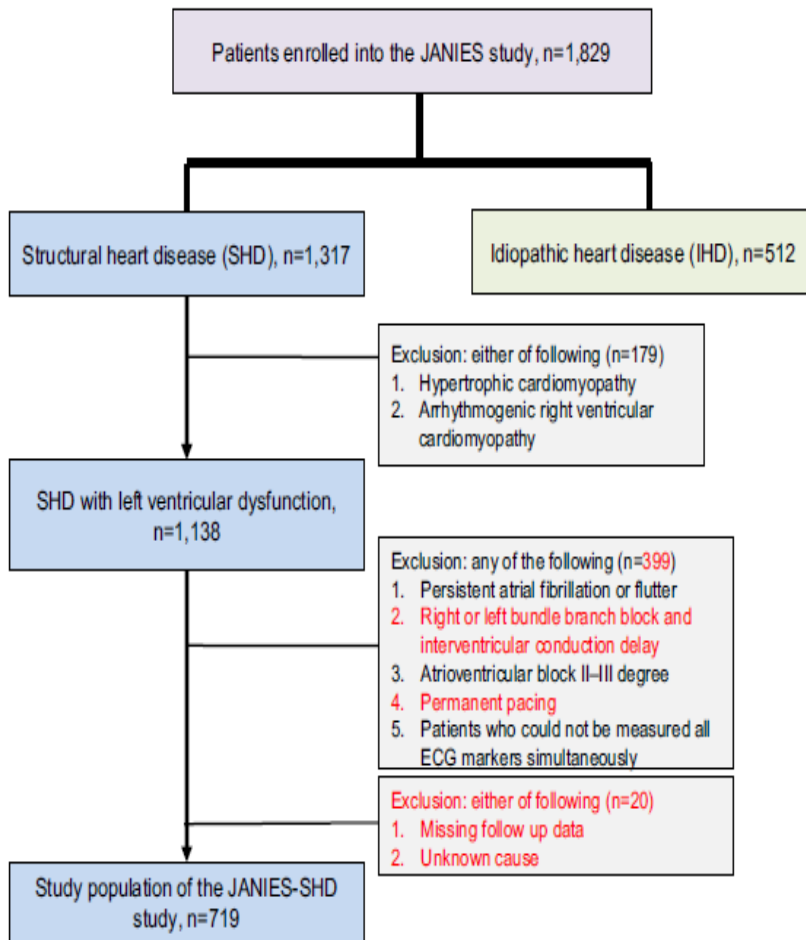 Patients enrolled into the JANIES study, n=1,829
Structural heart disease (SHD), n=1,317
Idiopathic heart disease (IHD), n=512
Exclusion: either of following (n=179)
1. Hypertrophic cardiomyopathy
2. Arrhythmogenic right ventricular
cardiomyopathy
SHD with left ventricular dysfunction,
n=1,138
Exclusion: any of the following (n=399)
1. Persistent atrial fibrillation or flutter
2. Right or left bundle branch block and
interventricular conduction delay
3. Atrioventricular block II–III degree
4. Permanent pacing
5. Patients who could not be measured all
ECG markers simultaneously
Exclusion: either of following (n=20)
1. Missing follow up data
2. Unknown cause
Study population of the JANIES-SHD
study, n=719